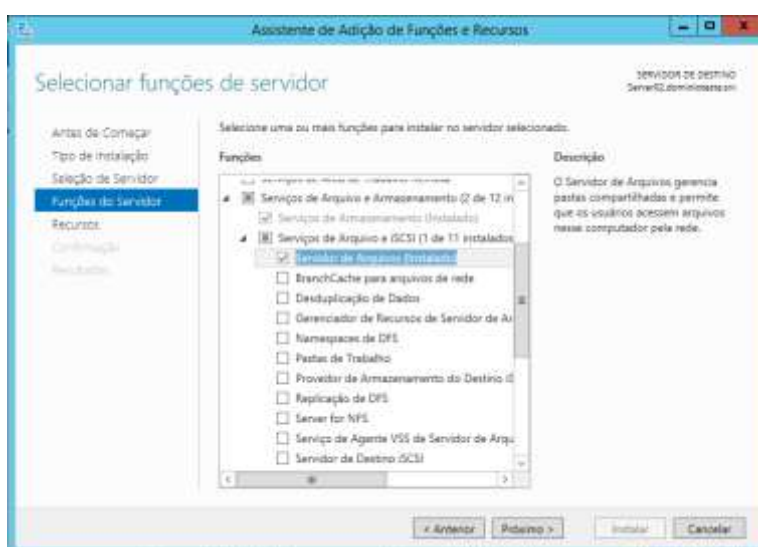 Assistente de Adição de Funções e Recursos
Selecionar funções de servidor
SERVIDOR DE DESTINO
Antes de Começar
Tipo de Instalação
Seleção de Servidor
Funções do Servidor
Recursos
Confirmação
Resultados
Selecione uma ou mais funções para instalar no servidor selecionado.
Funções
Serviços de Arquivo e Armazenamento (2 de 12 in
Serviços de Armazenamento (Instalado)
Serviços de Arquivo e iSCSI (1 de 11 instalados
Servidor de Arquivos (Instalado)
BranchCache para arquivos de rede
Desduplicação de Dados
Gerenciador de Recursos de Servidor de Ar
Namespaces de DFS
Pastas de Trabalho
Provedor de Armazenamento do Destino iS
Replicação de DFS
Server for NFS
Serviço de Agente VSS de Servidor de Arqu
Servidor de Destino iSCSI
Descrição
O Servidor de Arquivos gerencia
pastas compartilhadas e permite
que os usuários acessem arquivos
nesse computador pela rede.
< Anterior
Próximo >
Instalar
Cancelar